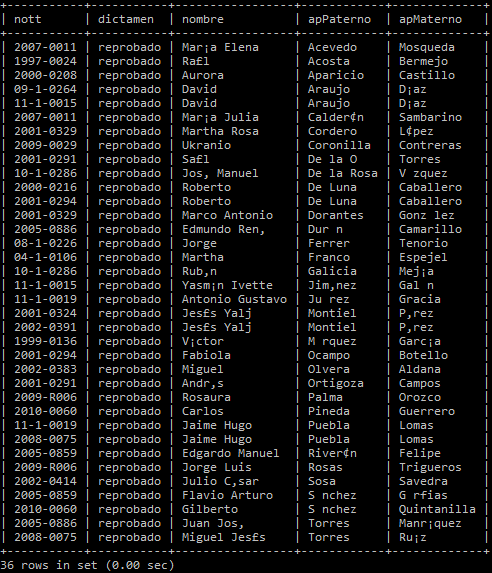 +-----------+-----------+-----------------+------------+-------------+
| nott      | dictamen  | nombre          | apPaterno  | apMaterno   |
+-----------+-----------+-----------------+------------+-------------+
| 2007-0011 | reprobado | Mar¡a Elena     | Acevedo    | Mosqueda    |
| 1997-0024 | reprobado | Ra£l            | Acosta     | Bermejo     |
| 2000-0208 | reprobado | Aurora          | Aparicio   | Castillo    |
| 09-1-0264 | reprobado | David           | Araujo     | D¡az        |
| 11-1-0015 | reprobado | David           | Araujo     | D¡az        |
| 2007-0011 | reprobado | Mar¡a Julia     | Calder¢n   | Sambarino   |
| 2001-0329 | reprobado | Martha Rosa     | Cordero    | L¢pez       |
| 2009-0029 | reprobado | Ukranio         | Coronilla  | Contreras   |
| 2001-0291 | reprobado | Sa£l            | De la O    | Torres      |
| 10-1-0286 | reprobado | Jos, Manuel     | De la Rosa | V zquez     |
| 2000-0216 | reprobado | Roberto         | De Luna    | Caballero   |
| 2001-0294 | reprobado | Roberto         | De Luna    | Caballero   |
| 2001-0329 | reprobado | Marco Antonio   | Dorantes   | Gonz lez    |
| 2005-0886 | reprobado | Edmundo Ren,    | Dur n      | Camarillo   |
| 08-1-0226 | reprobado | Jorge           | Ferrer     | Tenorio     |
| 04-1-0106 | reprobado | Martha          | Franco     | Espejel     |
| 10-1-0286 | reprobado | Rub,n           | Galicia    | Mej¡a       |
| 11-1-0015 | reprobado | Yasm¡n Ivette   | Jim,nez    | Gal n       |
| 11-1-0019 | reprobado | Antonio Gustavo | Ju rez     | Gracia      |
| 2001-0324 | reprobado | Jes£s Yalj      | Montiel    | P,rez       |
| 2002-0391 | reprobado | Jes£s Yalj      | Montiel    | P,rez       |
| 1999-0136 | reprobado | V¡ctor          | M rquez    | Garc¡a      |
| 2001-0294 | reprobado | Fabiola         | Ocampo     | Botello     |
| 2002-0383 | reprobado | Miguel          | Olvera     | Aldana      |
| 2001-0291 | reprobado | Andr,s          | Ortigoza   | Campos      |
| 2009-R006 | reprobado | Rosaura         | Palma      | Orozco      |
| 2010-0060 | reprobado | Carlos          | Pineda     | Guerrero    |
| 11-1-0019 | reprobado | Jaime Hugo      | Puebla     | Lomas       |
| 2008-0075 | reprobado | Jaime Hugo      | Puebla     | Lomas       |
| 2005-0859 | reprobado | Edgardo Manuel  | River¢n    | Felipe      |
| 2009-R006 | reprobado | Jorge Luis      | Rosas      | Trigueros   |
| 2002-0414 | reprobado | Julio C,sar     | Sosa       | Savedra     |
| 2005-0859 | reprobado | Flavio Arturo   | S nchez    | G rfias     |
| 2010-0060 | reprobado | Gilberto        | S nchez    | Quintanilla |
| 2005-0886 | reprobado | Juan Jos,       | Torres     | Manr¡quez   |
| 2008-0075 | reprobado | Miguel Jes£s    | Torres     | Ru¡z        |
+-----------+-----------+-----------------+------------+-------------+
36 rows in set (0.00 sec)